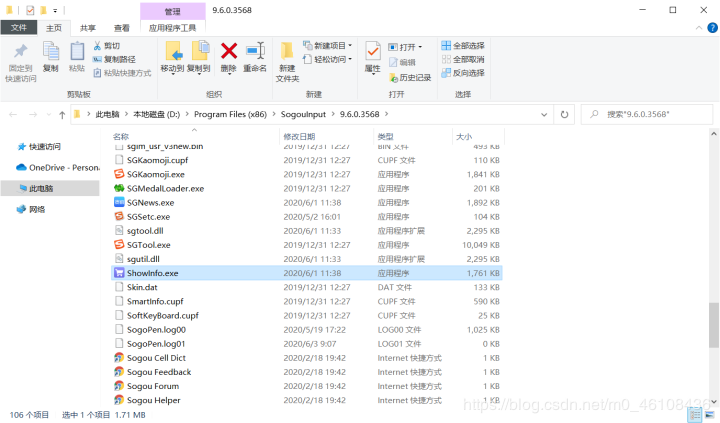 管理
9.6.0.3568
文件 主页 共享 查看 应用程序工具
固定到快速访问
复制
粘贴
剪切
复制路径
粘贴快捷方式
剪贴板
移动到 复制到 删除 重命名
组织
新建文件夹
新建项目
轻松访问
新建
属性
打开
编辑
历史记录
打开
全部选择
全部取消
反向选择
选择
此电脑 本地磁盘 (D:) Program Files (x86) SogouInput 9.6.0.3568
搜索"9.6.0.3568"
快速访问
OneDrive - Persona
此电脑
网络
名称 修改日期 类型 大小
sgim_usr_v3new.bin 2019/12/31 12:27 BIN 文件 493 KB
SGKaomoji.cupf 2019/12/31 12:27 CUPF 文件 110 KB
SGKaomoji.exe 2019/12/31 12:27 应用程序 1,841 KB
SGMedalLoader.exe 2019/12/31 12:27 应用程序 201 KB
SGNews.exe 2020/6/1 11:38 应用程序 1,892 KB
SGSetc.exe 2020/5/2 16:01 应用程序 104 KB
sgtool.dll 2020/6/1 11:33 应用程序扩展 2,295 KB
SGTool.exe 2019/12/31 12:27 应用程序 10,049 KB
sgutil.dll 2020/6/1 11:33 应用程序扩展 2,295 KB
ShowInfo.exe 2020/6/1 11:38 应用程序 1,761 KB
Skin.dat 2019/12/31 12:27 DAT 文件 133 KB
SmartInfo.cupf 2019/12/31 12:27 CUPF 文件 590 KB
SoftKeyBoard.cupf 2019/12/31 12:27 CUPF 文件 25 KB
SogoPen.log00 2020/5/19 17:22 LOG00 文件 1,025 KB
SogoPen.log01 2020/6/3 9:07 LOG01 文件 0 KB
Sogou Cell Dict 2020/2/18 19:42 Internet 快捷方式 1 KB
Sogou Feedback 2020/2/18 19:42 Internet 快捷方式 1 KB
Sogou Forum 2020/2/18 19:42 Internet 快捷方式 1 KB
Sogou Helper 2020/2/18 19:42 Internet 快捷方式 1 KB
106 个项目 选中 1 个项目 1.71 MB